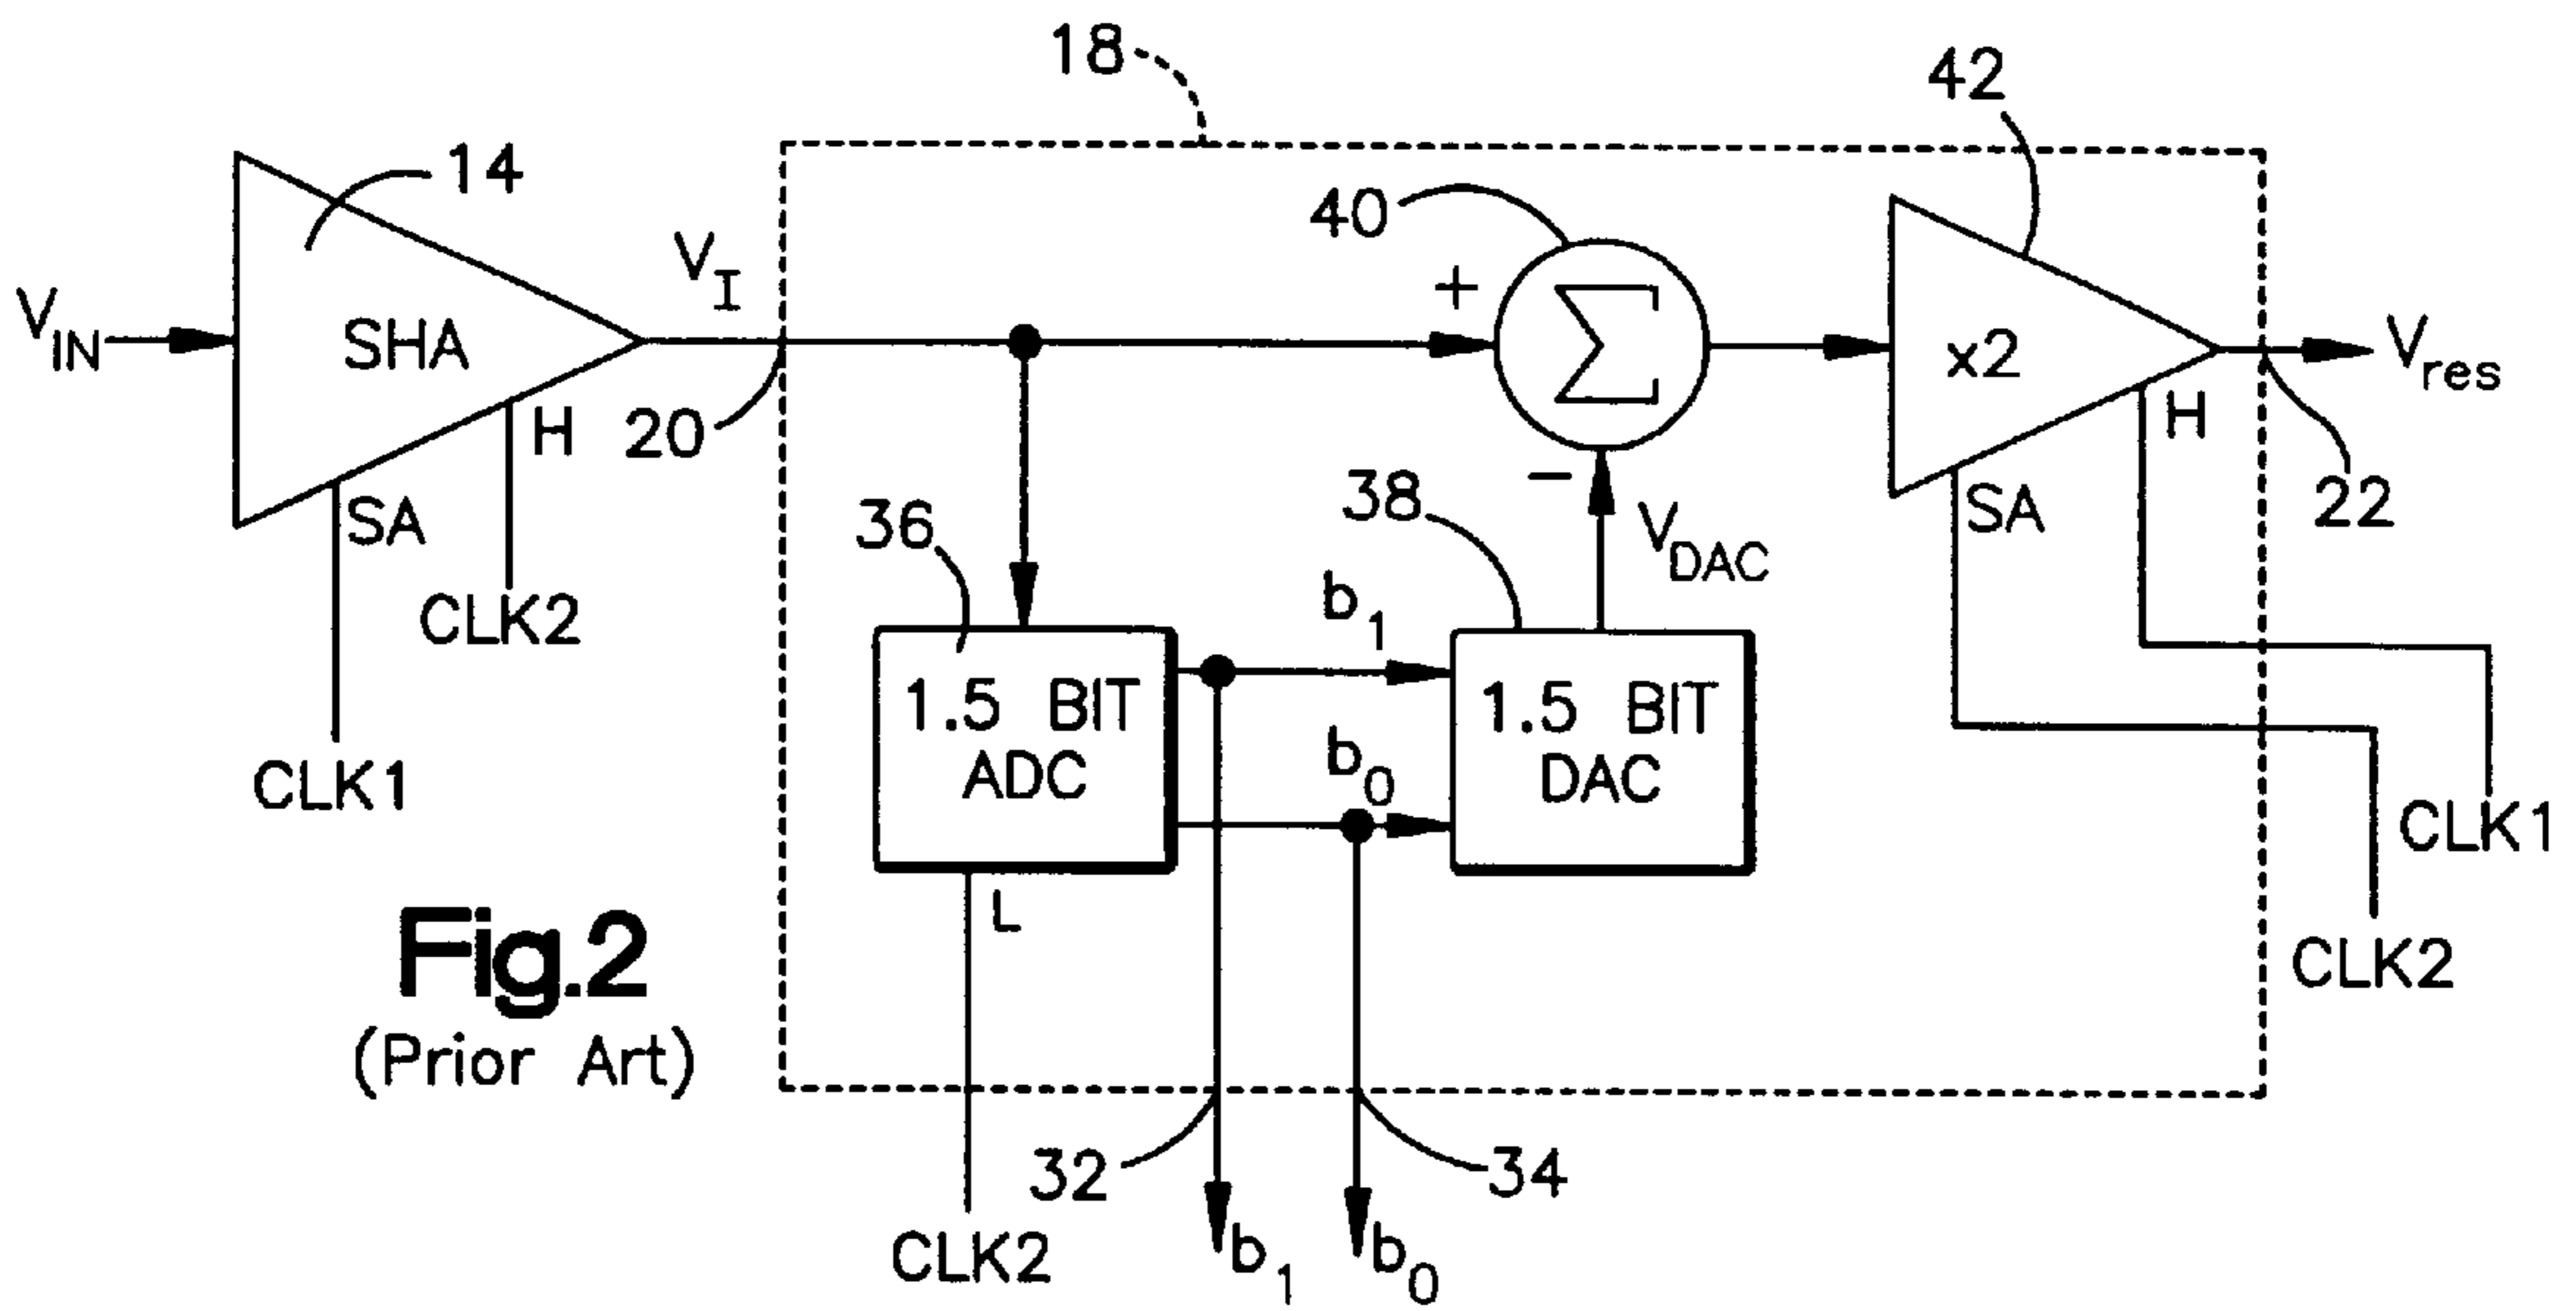 18
42
14
40
V_I
+
V_IN
SHA
Σ
x2
V_res
H
20
H
−
38
SA
22
SA
36
V_DAC
b_1
CLK2
1.5 BIT
ADC
1.5 BIT
DAC
b_0
CLK1
CLK1
L
CLK2
Fig.2
(Prior Art)
32
34
CLK2
b_1
b_0